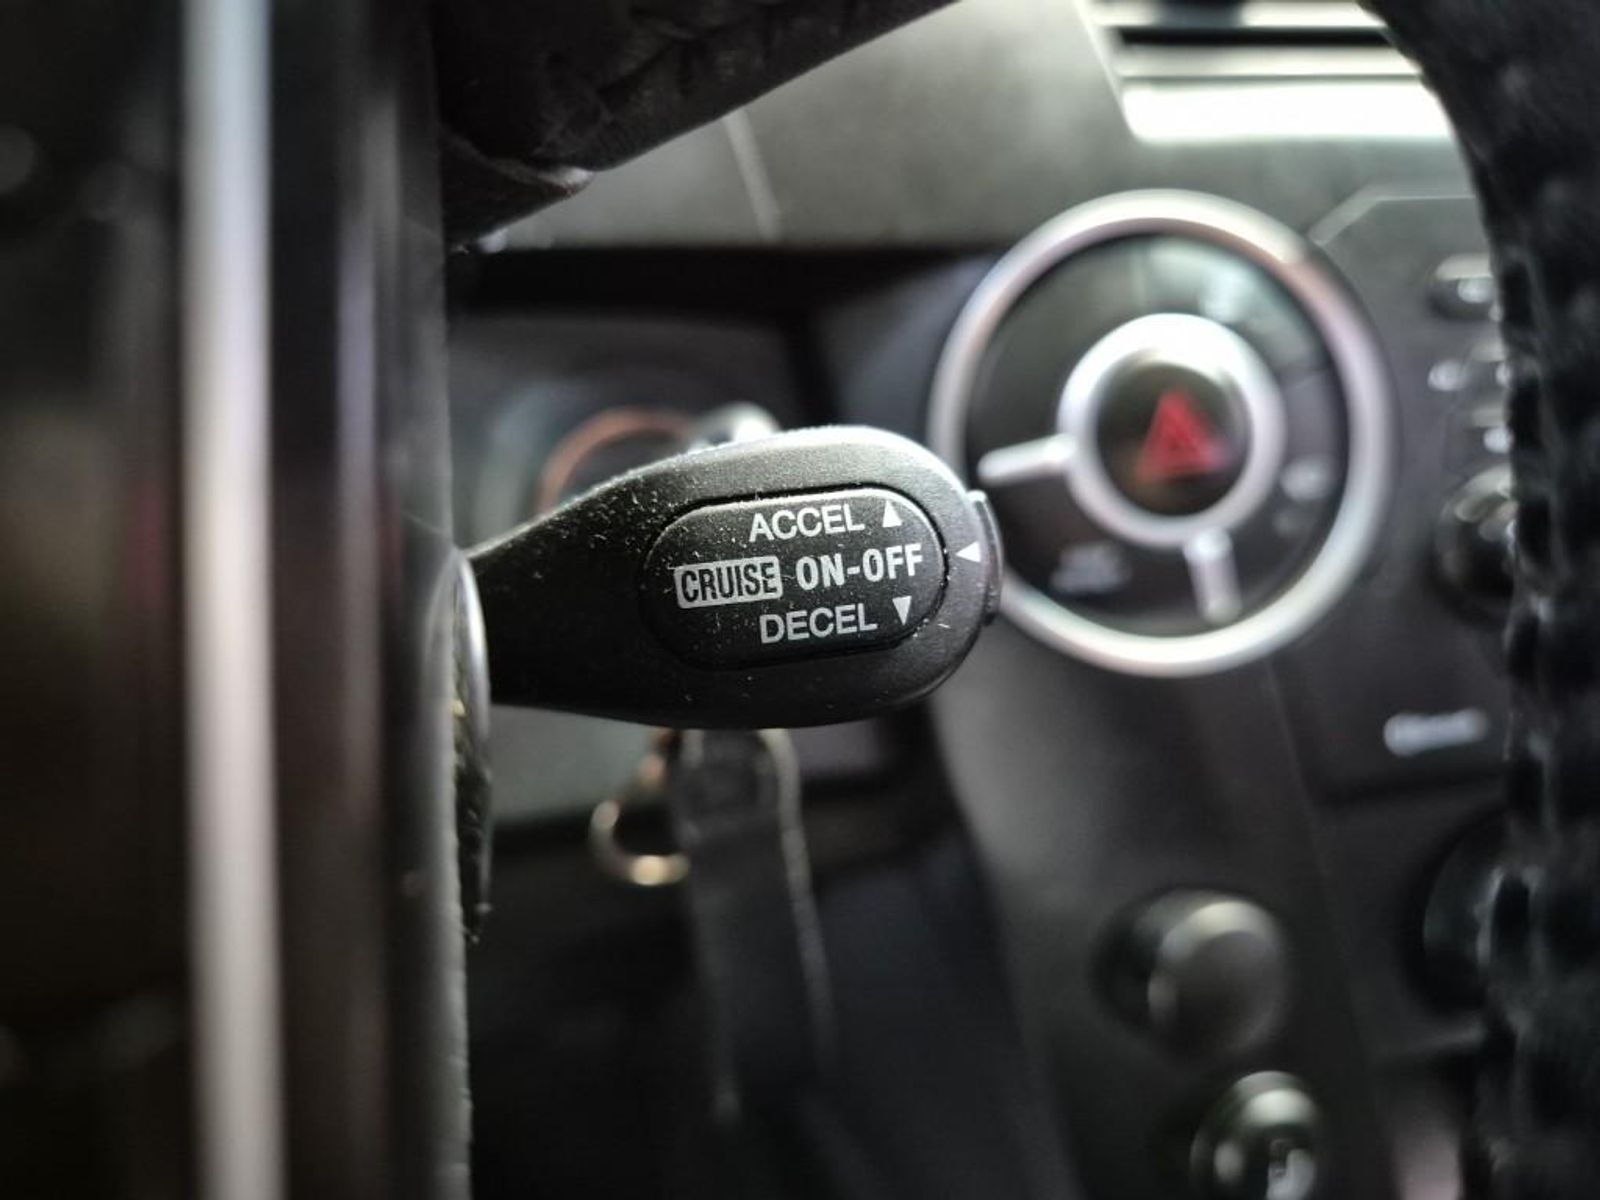 ACCEL ▲
CRUISE ON-OFF ◀
DECEL ▼